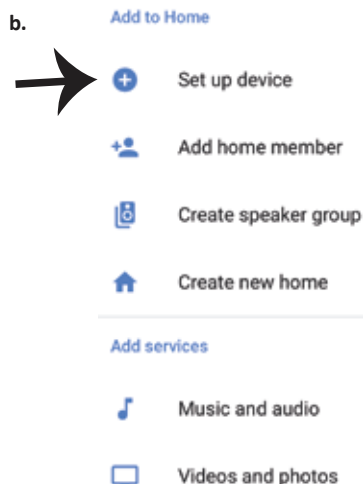 b.
Add to Home
Set up device
Add home member
Create speaker group
Create new home
Add services
Music and audio
Videos and photos